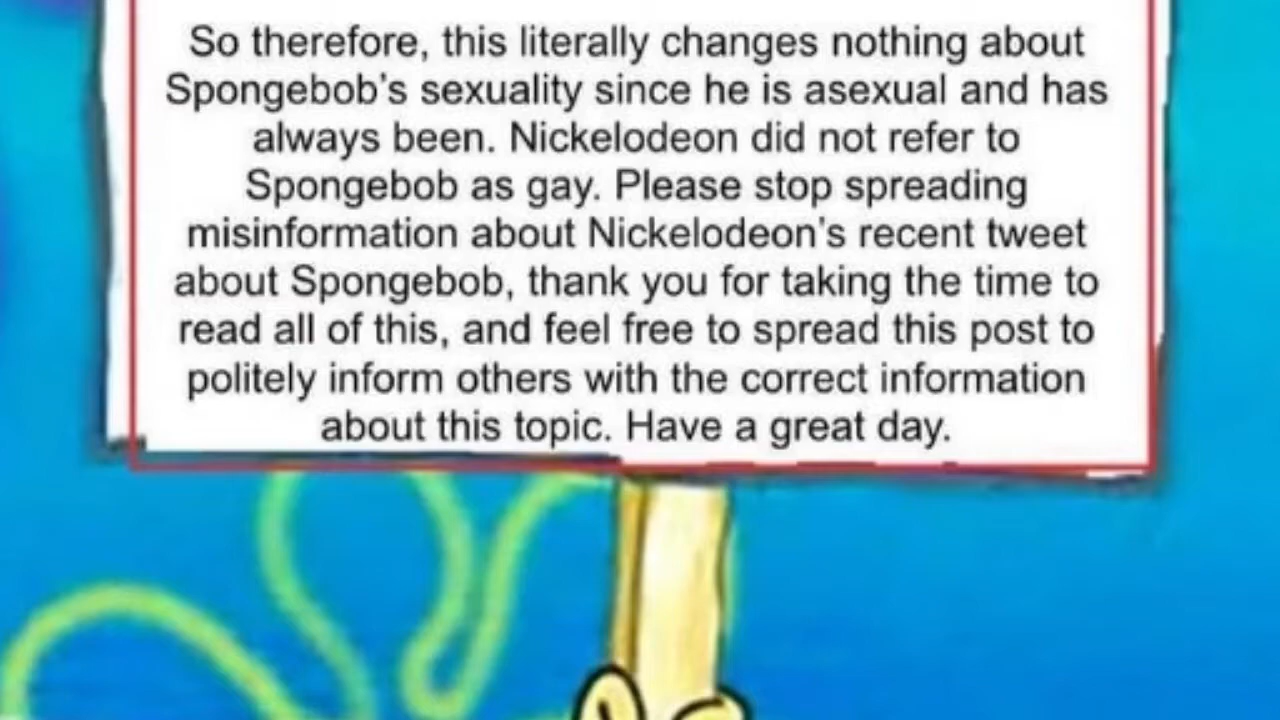 So therefore, this literally changes nothing about
Spongebob's sexuality since he is asexual and has
always been. Nickelodeon did not refer to
Spongebob as gay. Please stop spreading
misinformation about Nickelodeon's recent tweet
about Spongebob, thank you for taking the time to
read all of this, and feel free to spread this post to
politely inform others with the correct information
about this topic. Have a great day.